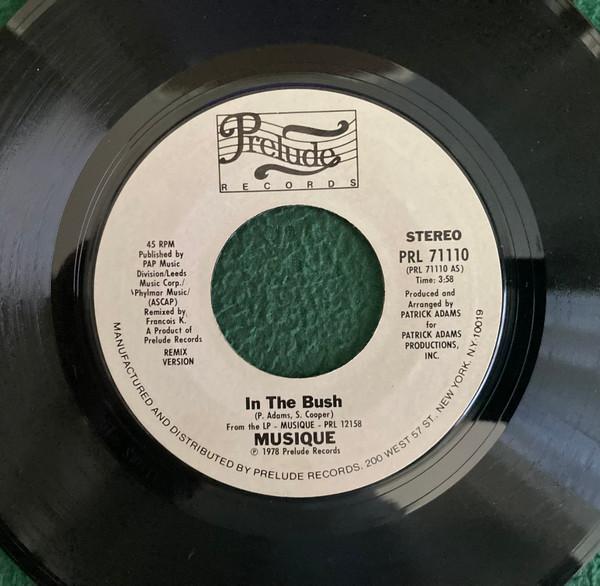 Prelude
RECORDS
45 RPM
Published by
PAP Music
Division/Leeds
Music Corp./
Phylmar Music/
(ASCAP)
Remixed by
Francois K.
A Product of
Prelude Records
REMIX
VERSION
STEREO
PRL 71110
(PRL 71110 AS)
Time: 3:58
Produced and
Arranged by
PATRICK ADAMS
for
PATRICK ADAMS
PRODUCTIONS,
INC.
In The Bush
(P. Adams, S. Cooper)
From the LP - MUSIQUE - PRL 12158
MUSIQUE
℗ 1978 Prelude Records
MANUFACTURED AND DISTRIBUTED BY PRELUDE RECORDS, 200 WEST 57 ST., NEW YORK, N.Y. 10019